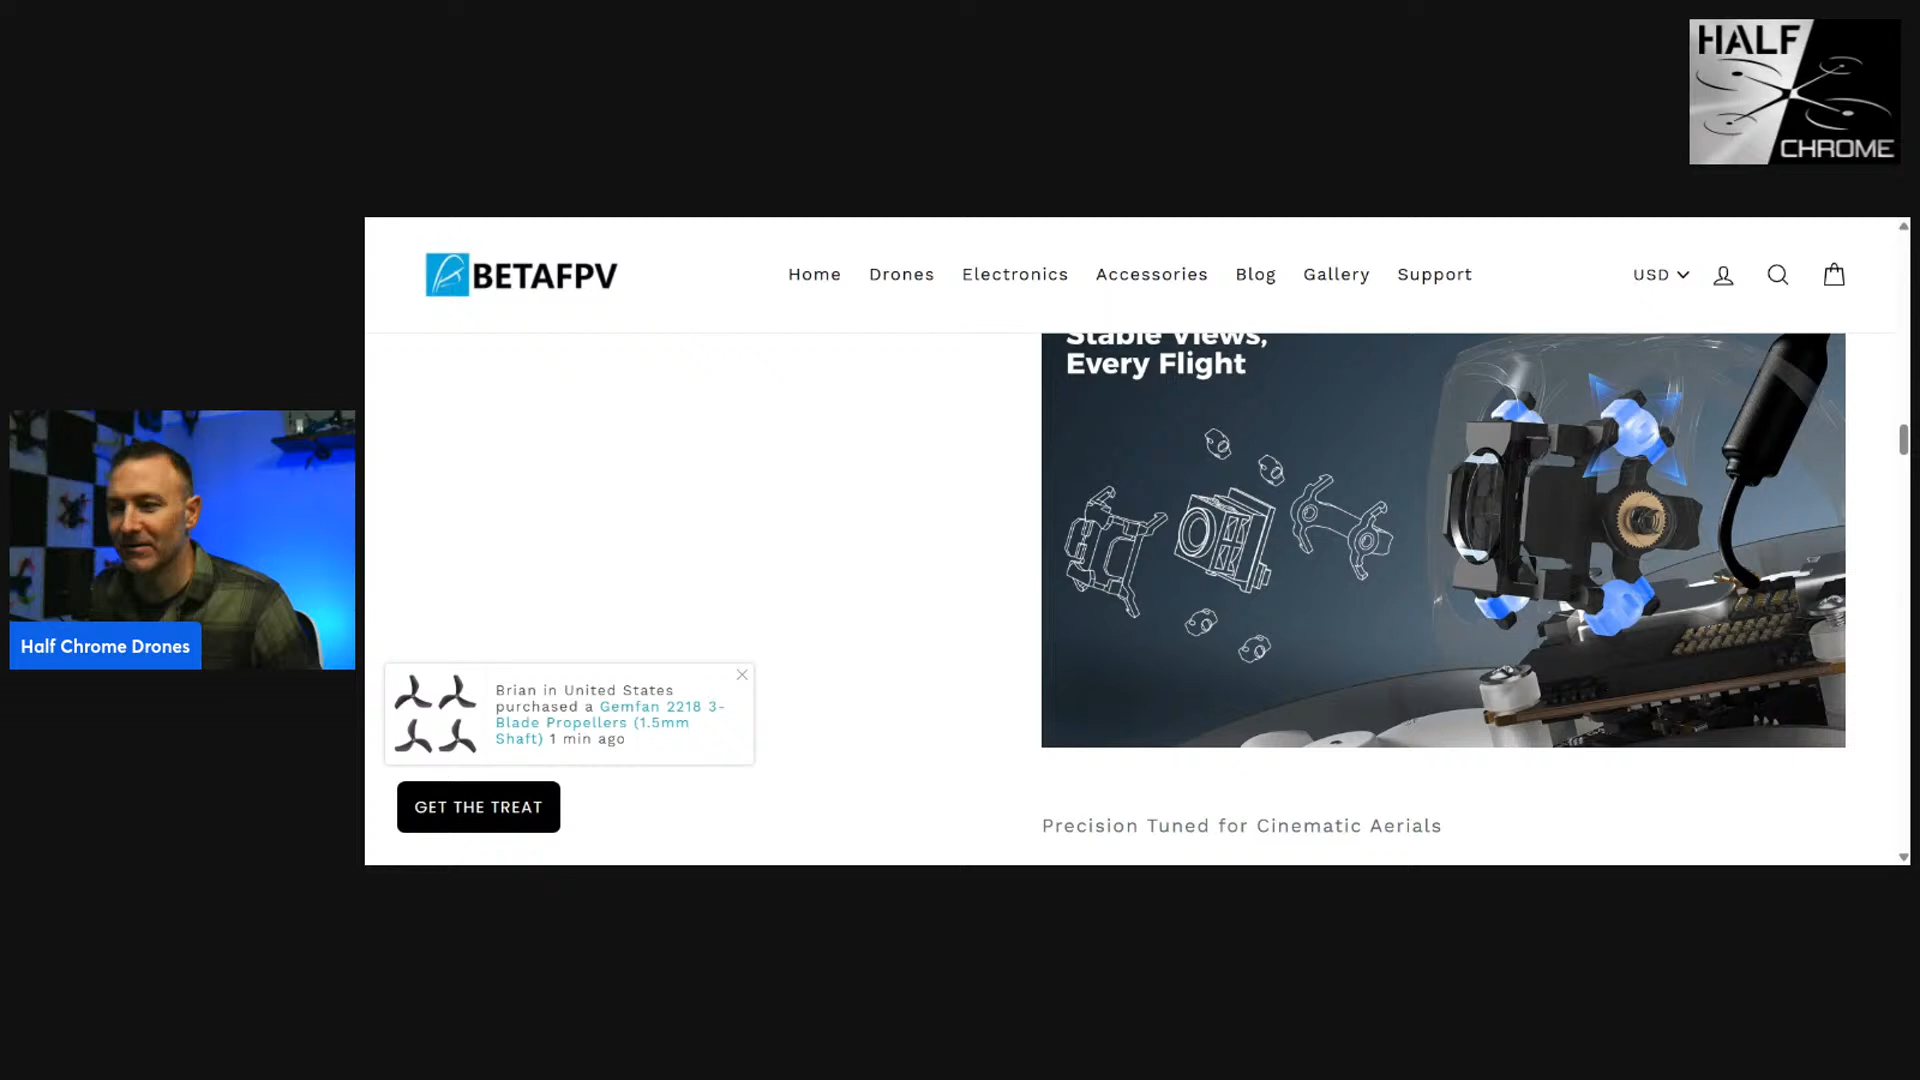 HALF
CHROME
BETAFPV
Home
Drones
Electronics
Accessories
Blog
Gallery
Support
USD
Stable Views,
Every Flight
Half Chrome Drones
Brian in United States
purchased a Gemfan 2218 3-
Blade Propellers (1.5mm
Shaft) 1 min ago
GET THE TREAT
Precision Tuned for Cinematic Aerials